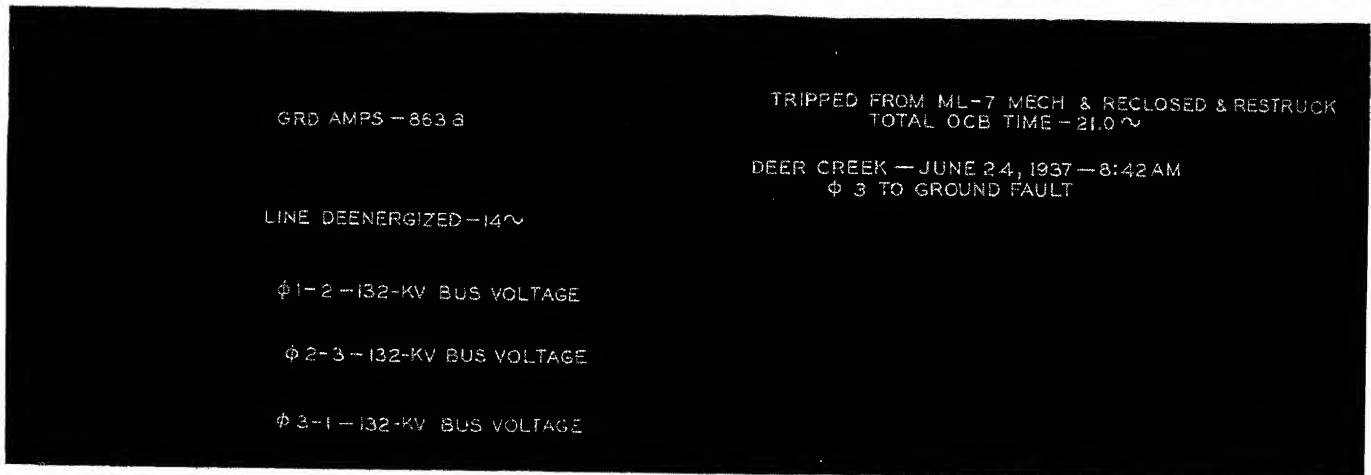 GRD AMPS – 863 a
TRIPPED FROM ML-7 MECH & RECLOSED & RESTRUCK
TOTAL OCB TIME – 21.0 ~
DEER CREEK — JUNE 24, 1937 — 8:42 AM
ϕ 3 TO GROUND FAULT
LINE DEENERGIZED – 14~
ϕ 1-2 – 132-KV BUS VOLTAGE
ϕ 2-3 – 132-KV BUS VOLTAGE
ϕ 3-1 – 132-KV BUS VOLTAGE